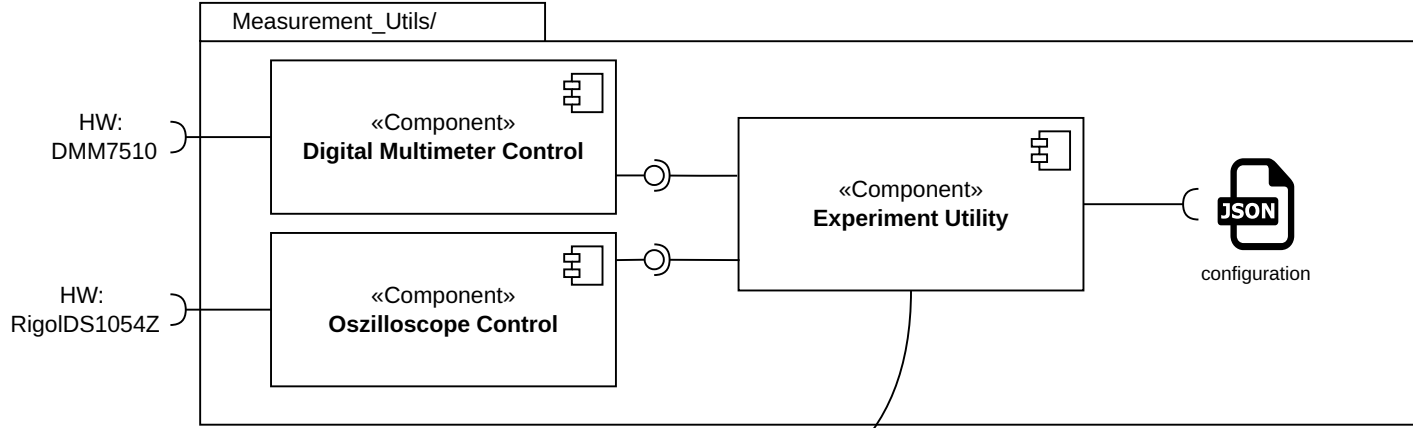 Measurement_Utils/
HW:
DMM7510
«Component»
Digital Multimeter Control
HW:
RigolDS1054Z
«Component»
Oszilloscope Control
«Component»
Experiment Utility
JSON
configuration